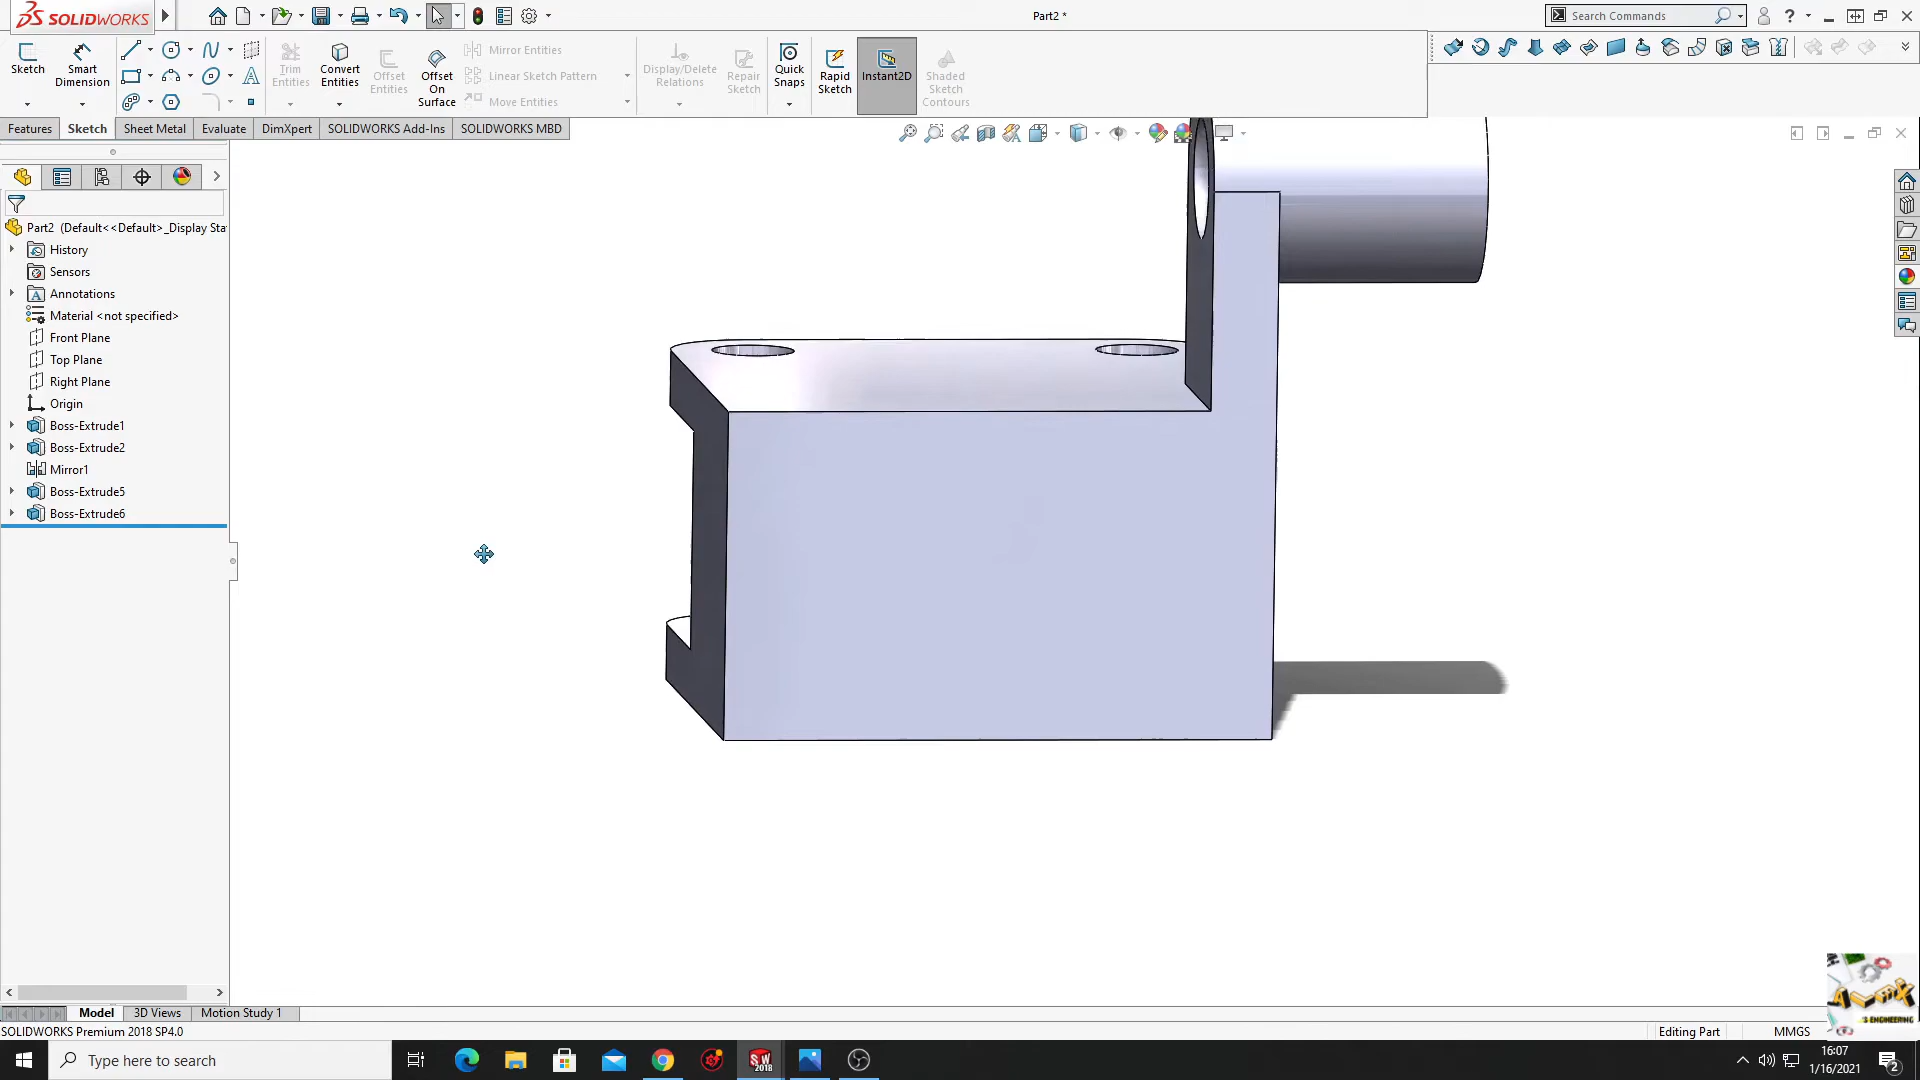 SOLIDWORKS
Part2 *
Search Commands
Sketch
Smart Dimension
Trim Entities
Convert Entities
Offset Entities
Offset On Surface
Mirror Entities
Linear Sketch Pattern
Move Entities
Display/Delete Relations
Repair Sketch
Quick Snaps
Rapid Sketch
Instant2D
Shaded Sketch Contours
Features
Sketch
Sheet Metal
Evaluate
DimXpert
SOLIDWORKS Add-Ins
SOLIDWORKS MBD
Part2 (Default<<Default>_Display Sta
History
Sensors
Annotations
Material <not specified>
Front Plane
Top Plane
Right Plane
Origin
Boss-Extrude1
Boss-Extrude2
Mirror1
Boss-Extrude5
Boss-Extrude6
Model
3D Views
Motion Study 1
SOLIDWORKS Premium 2018 SP4.0
Editing Part
MMGS
'S ENGINEERING
Type here to search
SW
2018
16:07
1/16/2021
2